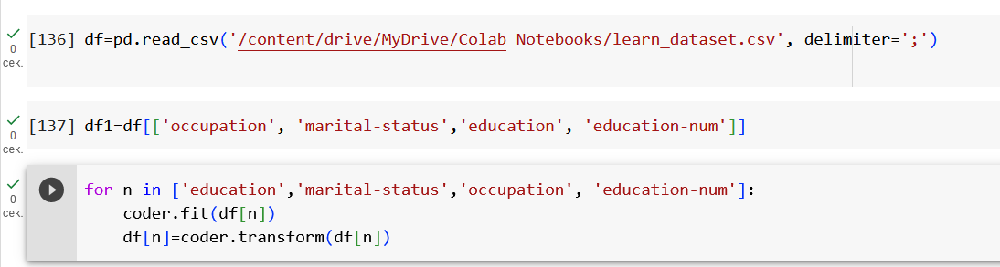 [136] df=pd.read_csv('/content/drive/MyDrive/Colab Notebooks/learn_dataset.csv', delimiter=';')
0
сек.
[137] df1=df[['occupation', 'marital-status','education', 'education-num']]
0
сек.
for n in ['education','marital-status','occupation', 'education-num']:
0
    coder.fit(df[n])
сек.
    df[n]=coder.transform(df[n])